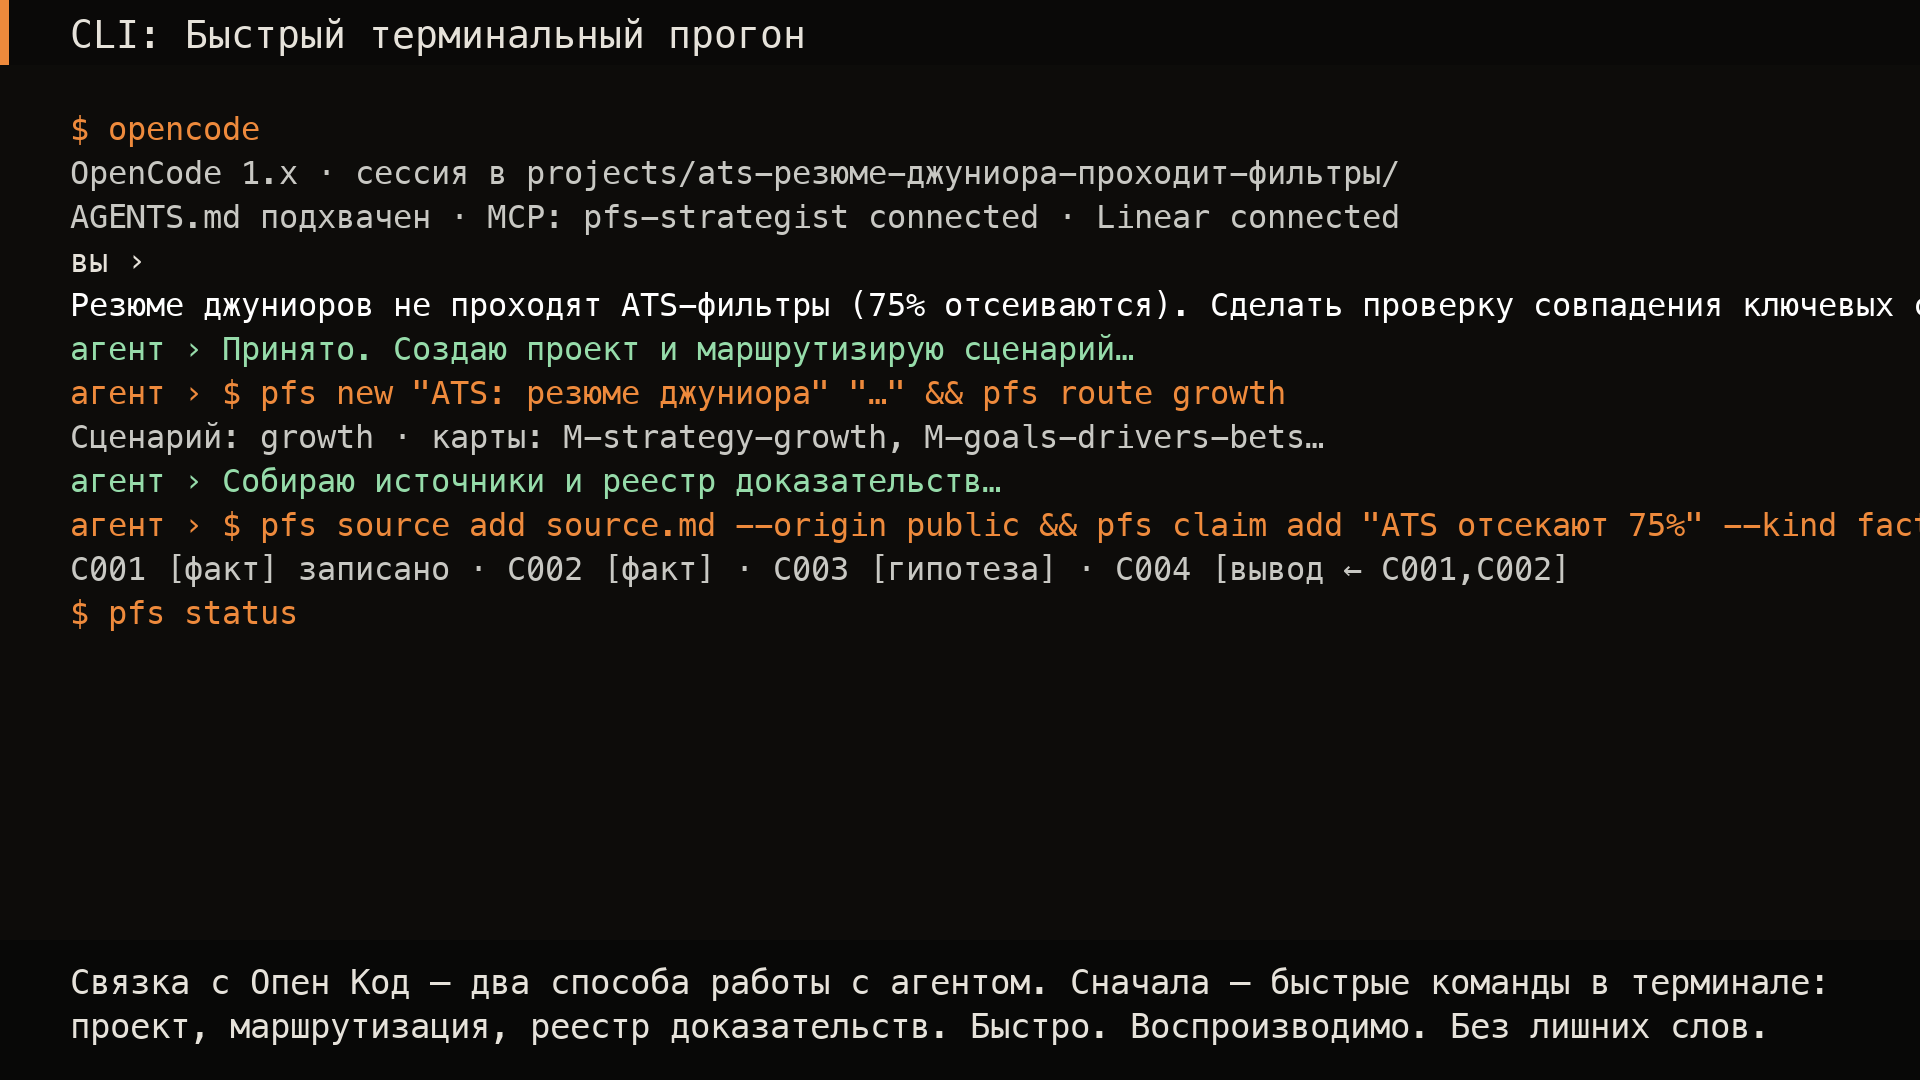 CLI: Быстрый терминальный прогон
$ opencode
OpenCode 1.x · сессия в projects/ats-резюме-джуниора-проходит-фильтры/
AGENTS.md подхвачен · MCP: pfs-strategist connected · Linear connected
вы ›
Резюме джуниоров не проходят ATS-фильтры (75% отсеиваются). Сделать проверку совпадения ключевых
агент › Принято. Создаю проект и маршрутизирую сценарий…
агент › $ pfs new "ATS: резюме джуниора" "…" && pfs route growth
Сценарий: growth · карты: M-strategy-growth, M-goals-drivers-bets…
агент › Собираю источники и реестр доказательств…
агент › $ pfs source add source.md --origin public && pfs claim add "ATS отсекают 75%" --kind fact
C001 [факт] записано · C002 [факт] · C003 [гипотеза] · C004 [вывод ← C001,C002]
$ pfs status
Связка с Опен Код — два способа работы с агентом. Сначала — быстрые команды в терминале:
проект, маршрутизация, реестр доказательств. Быстро. Воспроизводимо. Без лишних слов.